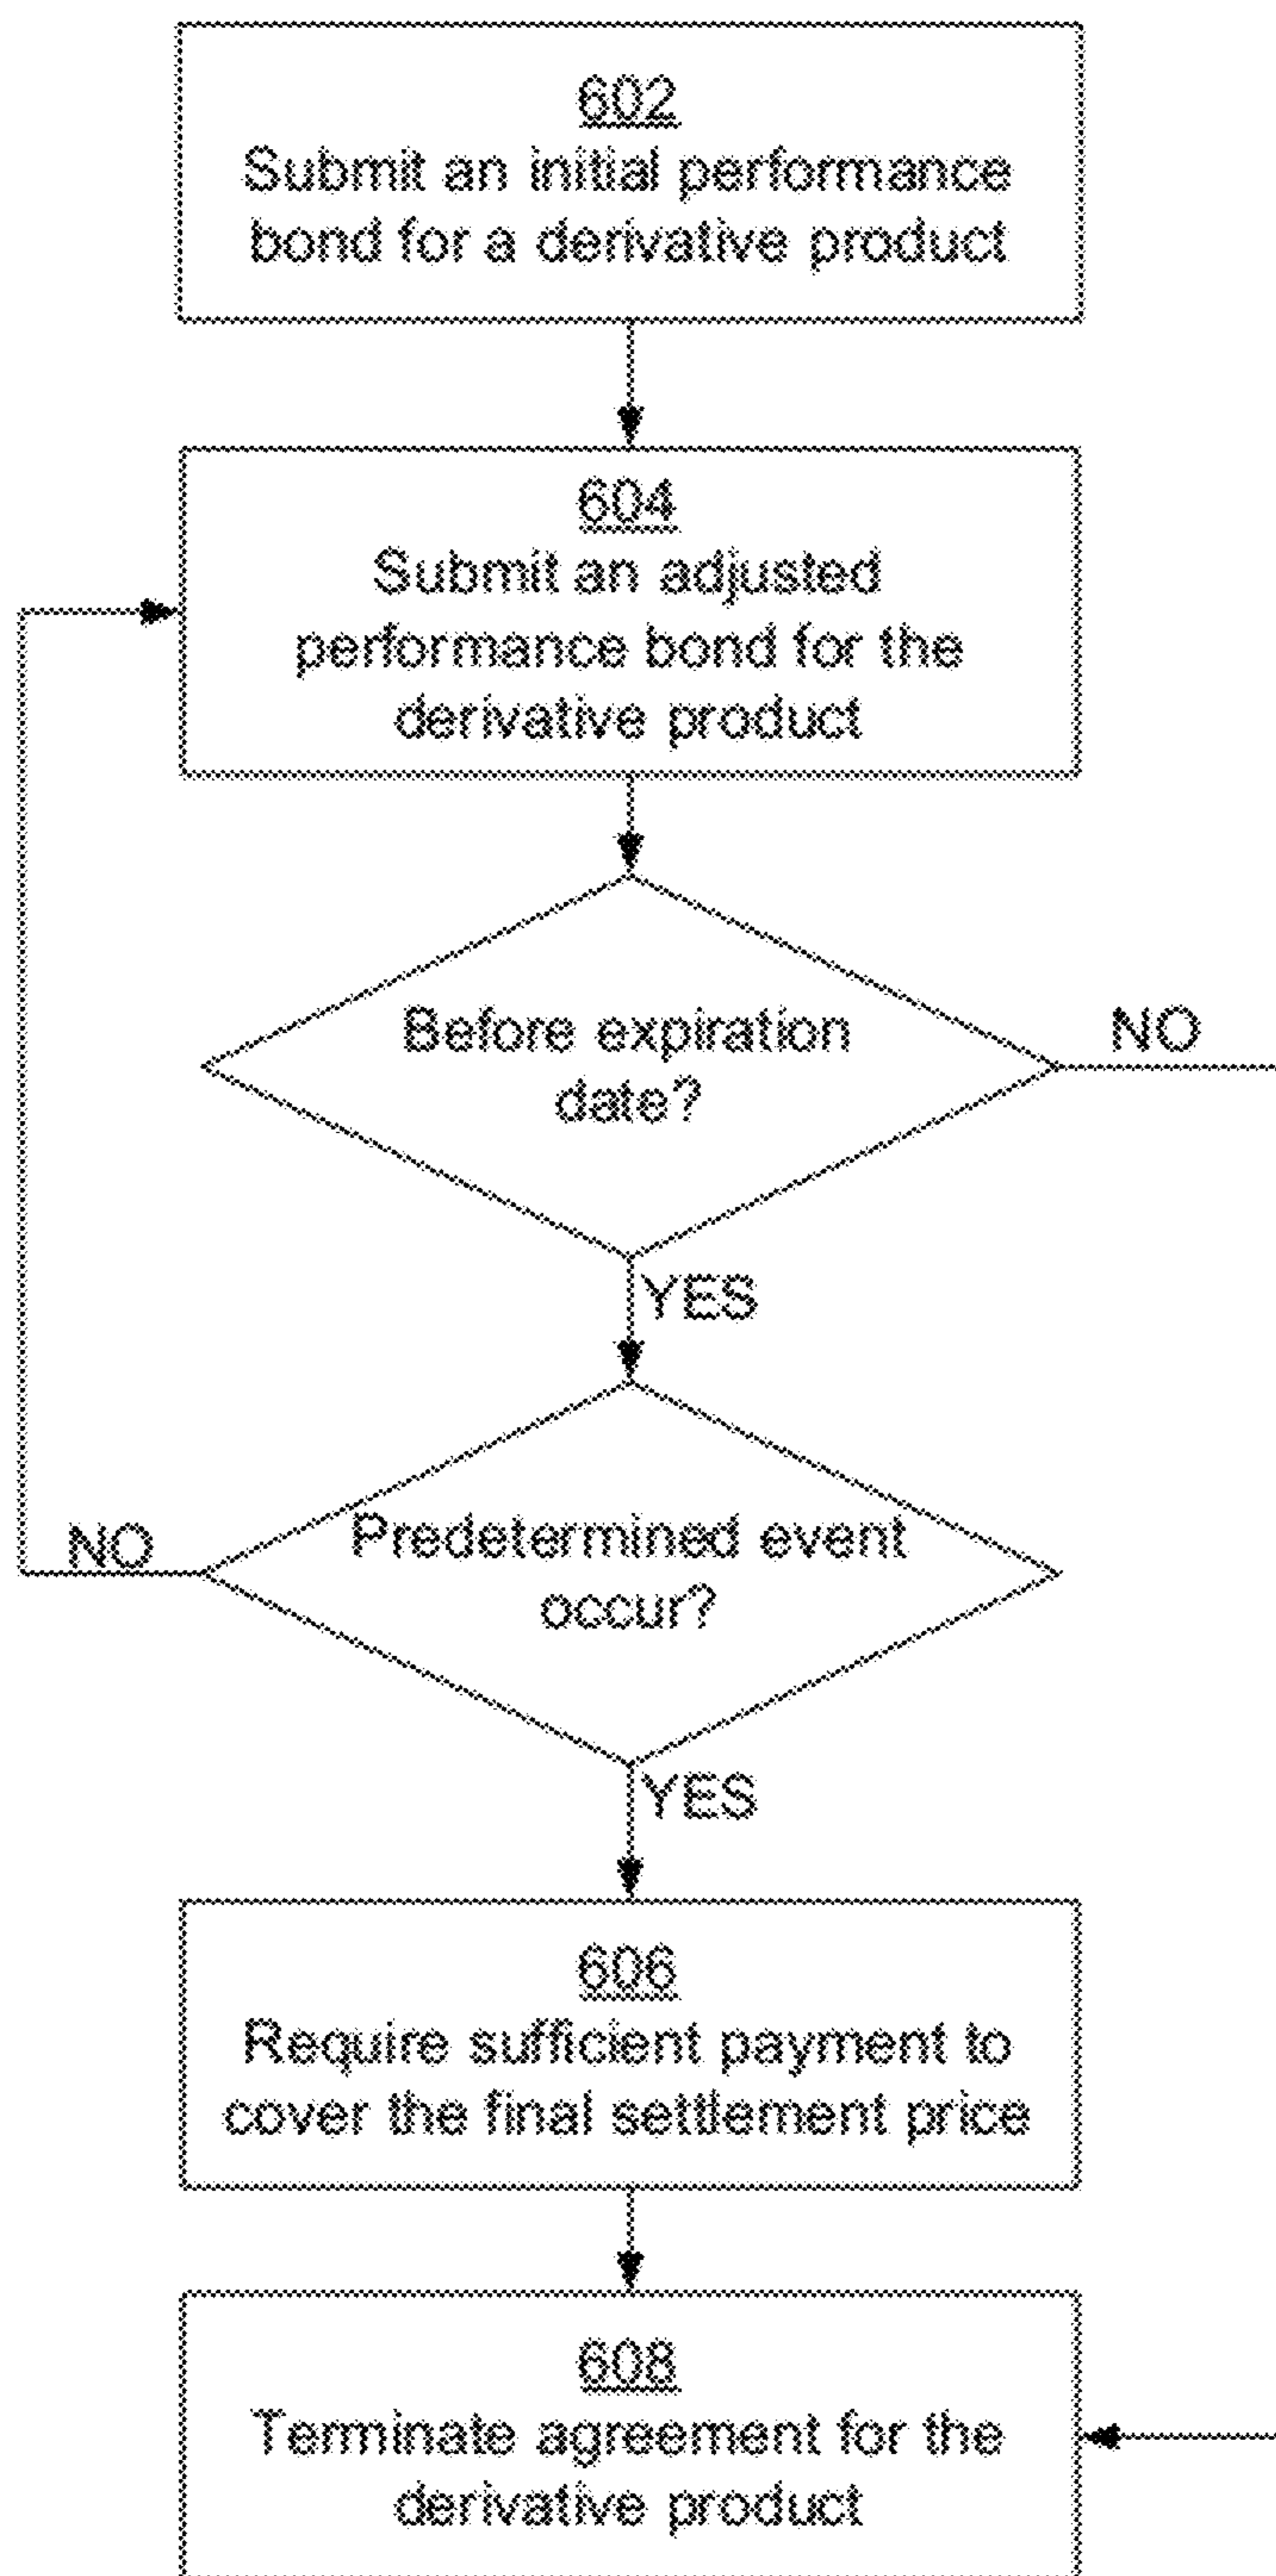 602
Submit an initial performance
bond for a derivative product
604
Submit an adjusted
performance bond for the
derivative product
Before expiration
date?
NO
YES
Predetermined event
occur?
NO
YES
606
Require sufficient payment to
cover the final settlement price
608
Terminate agreement for the
derivative product